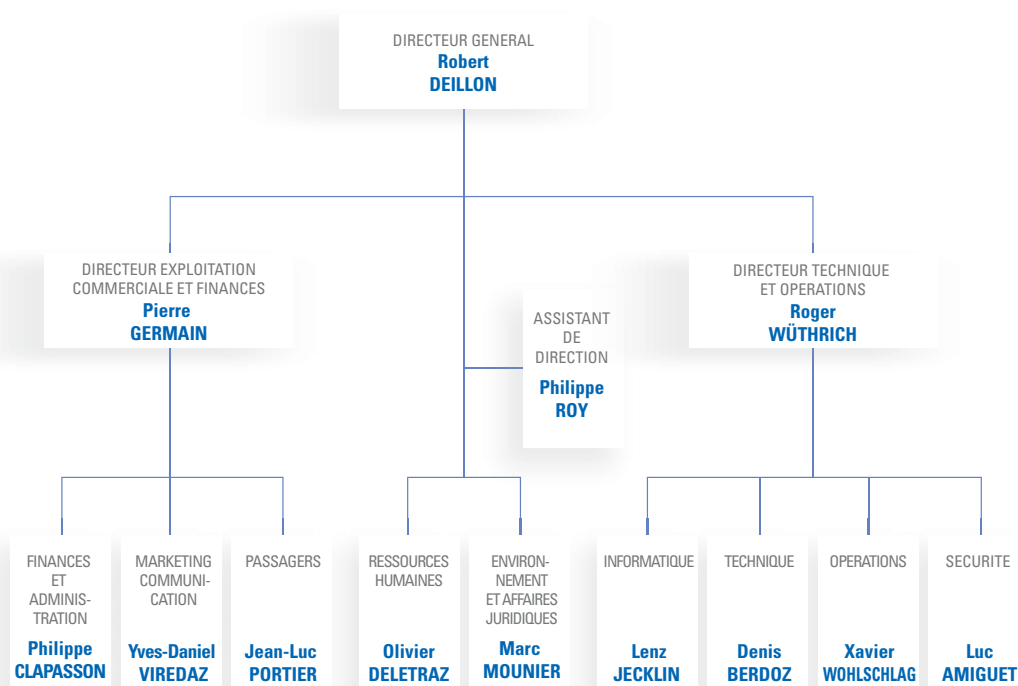 DIRECTEUR GENERAL
Robert
DEILLON
DIRECTEUR EXPLOITATION
COMMERCIALE ET FINANCES
Pierre
GERMAIN
DIRECTEUR TECHNIQUE
ET OPERATIONS
Roger
WÜTHRICH
ASSISTANT
DE
DIRECTION
Philippe
ROY
FINANCES
ET
ADMINIS-
TRATION
Philippe
CLAPASSON
MARKETING
COMMUNI-
CATION
Yves-Daniel
VIREDAZ
PASSAGERS
Jean-Luc
PORTIER
RESSOURCES
HUMAINES
Olivier
DELETRAZ
ENVIRON-
NEMENT
ET AFFAIRES
JURIDIQUES
Marc
MOUNIER
INFORMATIQUE
Lenz
JECKLIN
TECHNIQUE
Denis
BERDOZ
OPERATIONS
Xavier
WOHLSCHLAG
SECURITE
Luc
AMIGUET